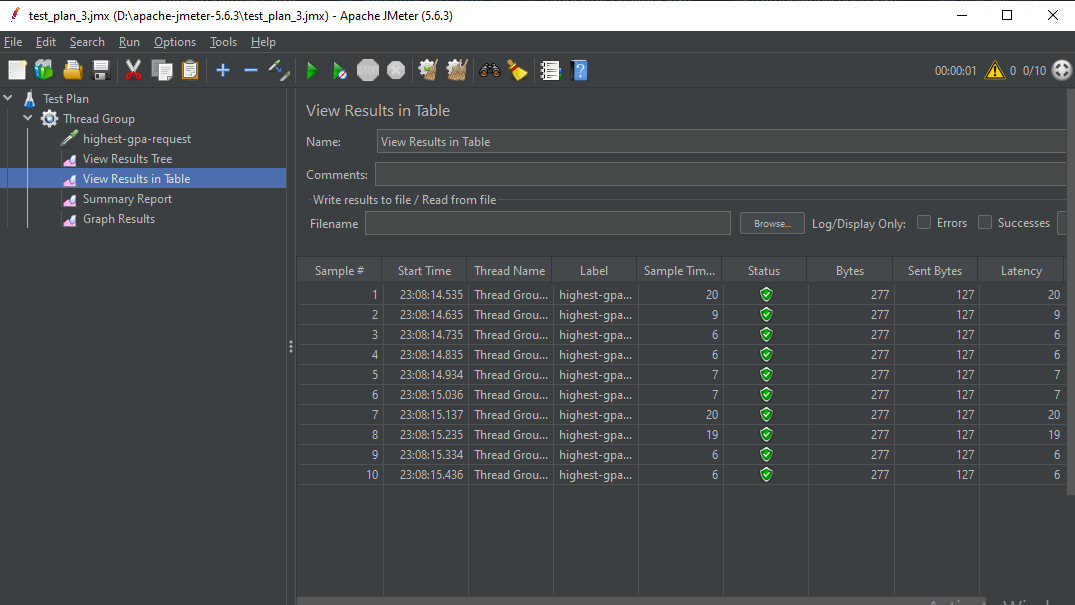 test_plan_3.jmx (D:\apache-jmeter-5.6.3\test_plan_3.jmx) - Apache JMeter (5.6.3)
File Edit Search Run Options Tools Help
STOP
00:00:01 0 0/10
Test Plan
Thread Group
highest-gpa-request
View Results Tree
View Results in Table
Summary Report
Graph Results
View Results in Table
Name: View Results in Table
Comments:
Write results to file / Read from file
Filename Browse... Log/Display Only: Errors Successes
Sample # Start Time Thread Name Label Sample Tim... Status Bytes Sent Bytes Latency
1 23:08:14.535 Thread Grou... highest-gpa... 20 277 127 20
2 23:08:14.635 Thread Grou... highest-gpa... 9 277 127 9
3 23:08:14.735 Thread Grou... highest-gpa... 6 277 127 6
4 23:08:14.835 Thread Grou... highest-gpa... 6 277 127 6
5 23:08:14.934 Thread Grou... highest-gpa... 7 277 127 7
6 23:08:15.036 Thread Grou... highest-gpa... 7 277 127 7
7 23:08:15.137 Thread Grou... highest-gpa... 20 277 127 20
8 23:08:15.235 Thread Grou... highest-gpa... 19 277 127 19
9 23:08:15.334 Thread Grou... highest-gpa... 6 277 127 6
10 23:08:15.436 Thread Grou... highest-gpa... 6 277 127 6